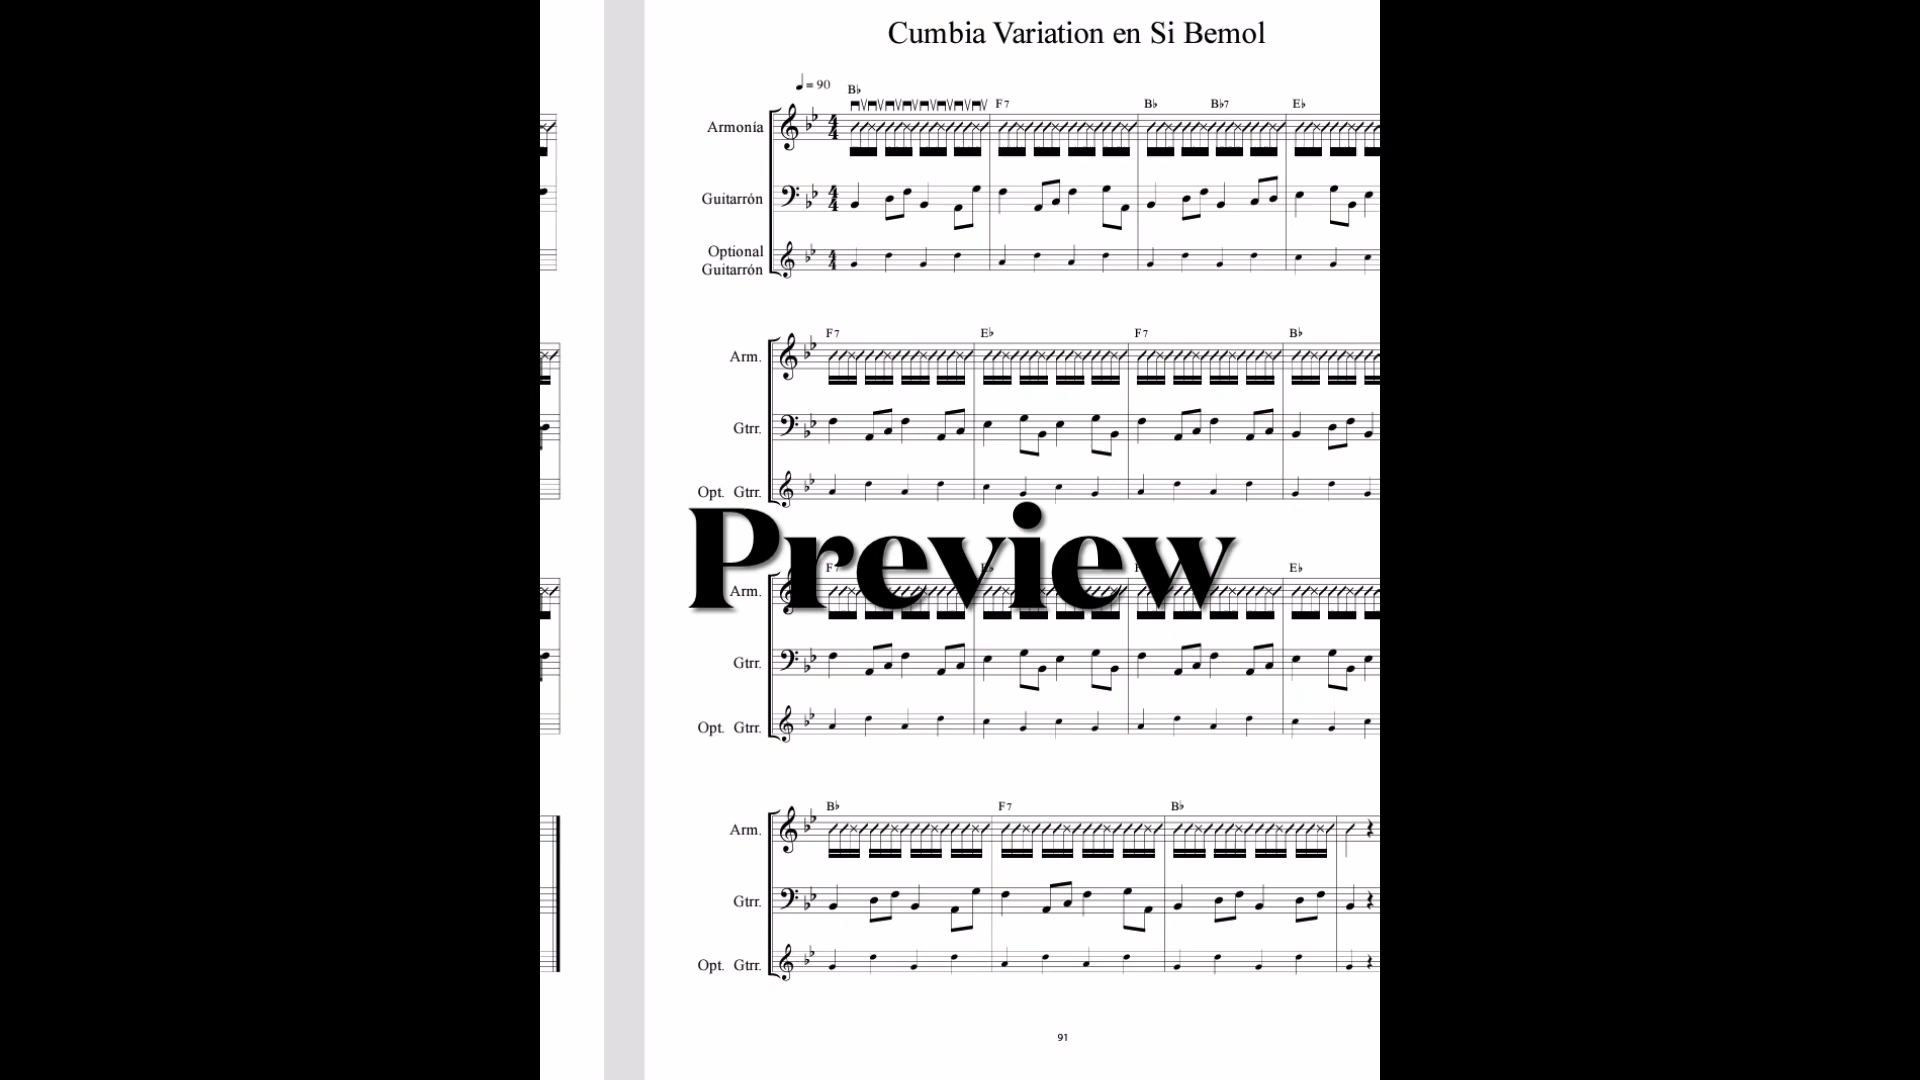 Cumbia Variation en Si Bemol
♩ = 90
B♭ F7 B♭ B♭7 E♭
Armonía
Guitarrón
Optional
Guitarrón
F7 E♭ F7 B♭
Arm.
Gtrr.
Opt. Gtrr.
Preview
F7 E♭
Arm.
Gtrr.
Opt. Gtrr.
B♭ F7 B♭
Arm.
Gtrr.
Opt. Gtrr.
91